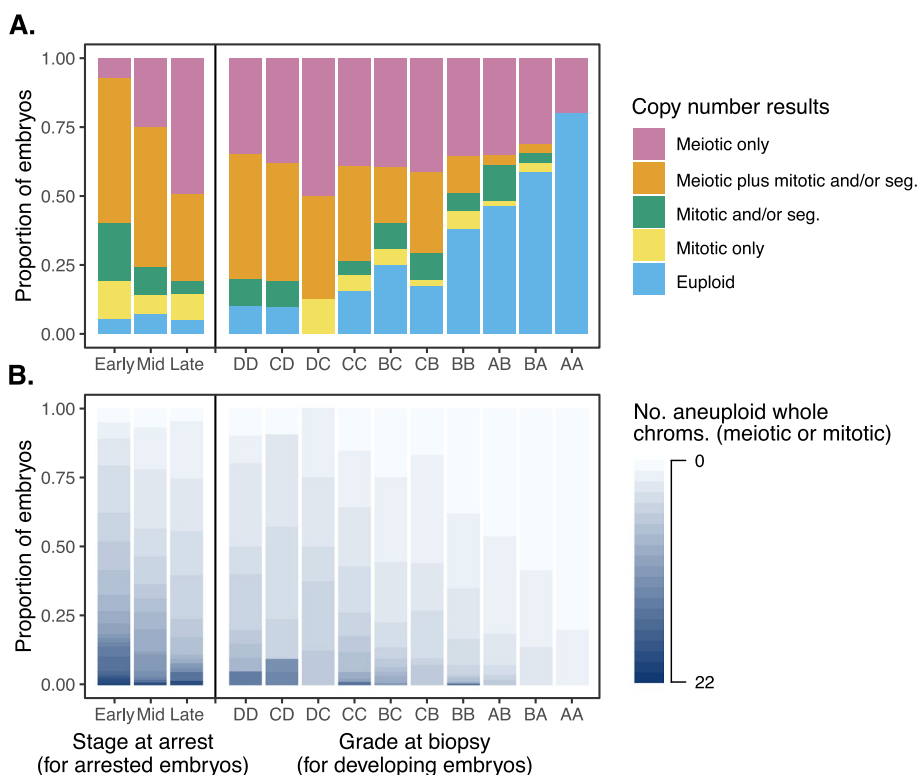 A.
1.00
0.75
0.50
0.25
0.00
Proportion of embryos
Early Mid Late DD CD DC CC BC CB BB AB BA AA
Copy number results
Meiotic only
Meiotic plus mitotic and/or seg.
Mitotic and/or seg.
Mitotic only
Euploid
B.
1.00
0.75
0.50
0.25
0.00
Proportion of embryos
Early Mid Late DD CD DC CC BC CB BB AB BA AA
Stage at arrest
(for arrested embryos)
Grade at biopsy
(for developing embryos)
No. aneuploid whole
chroms. (meiotic or mitotic)
0
22